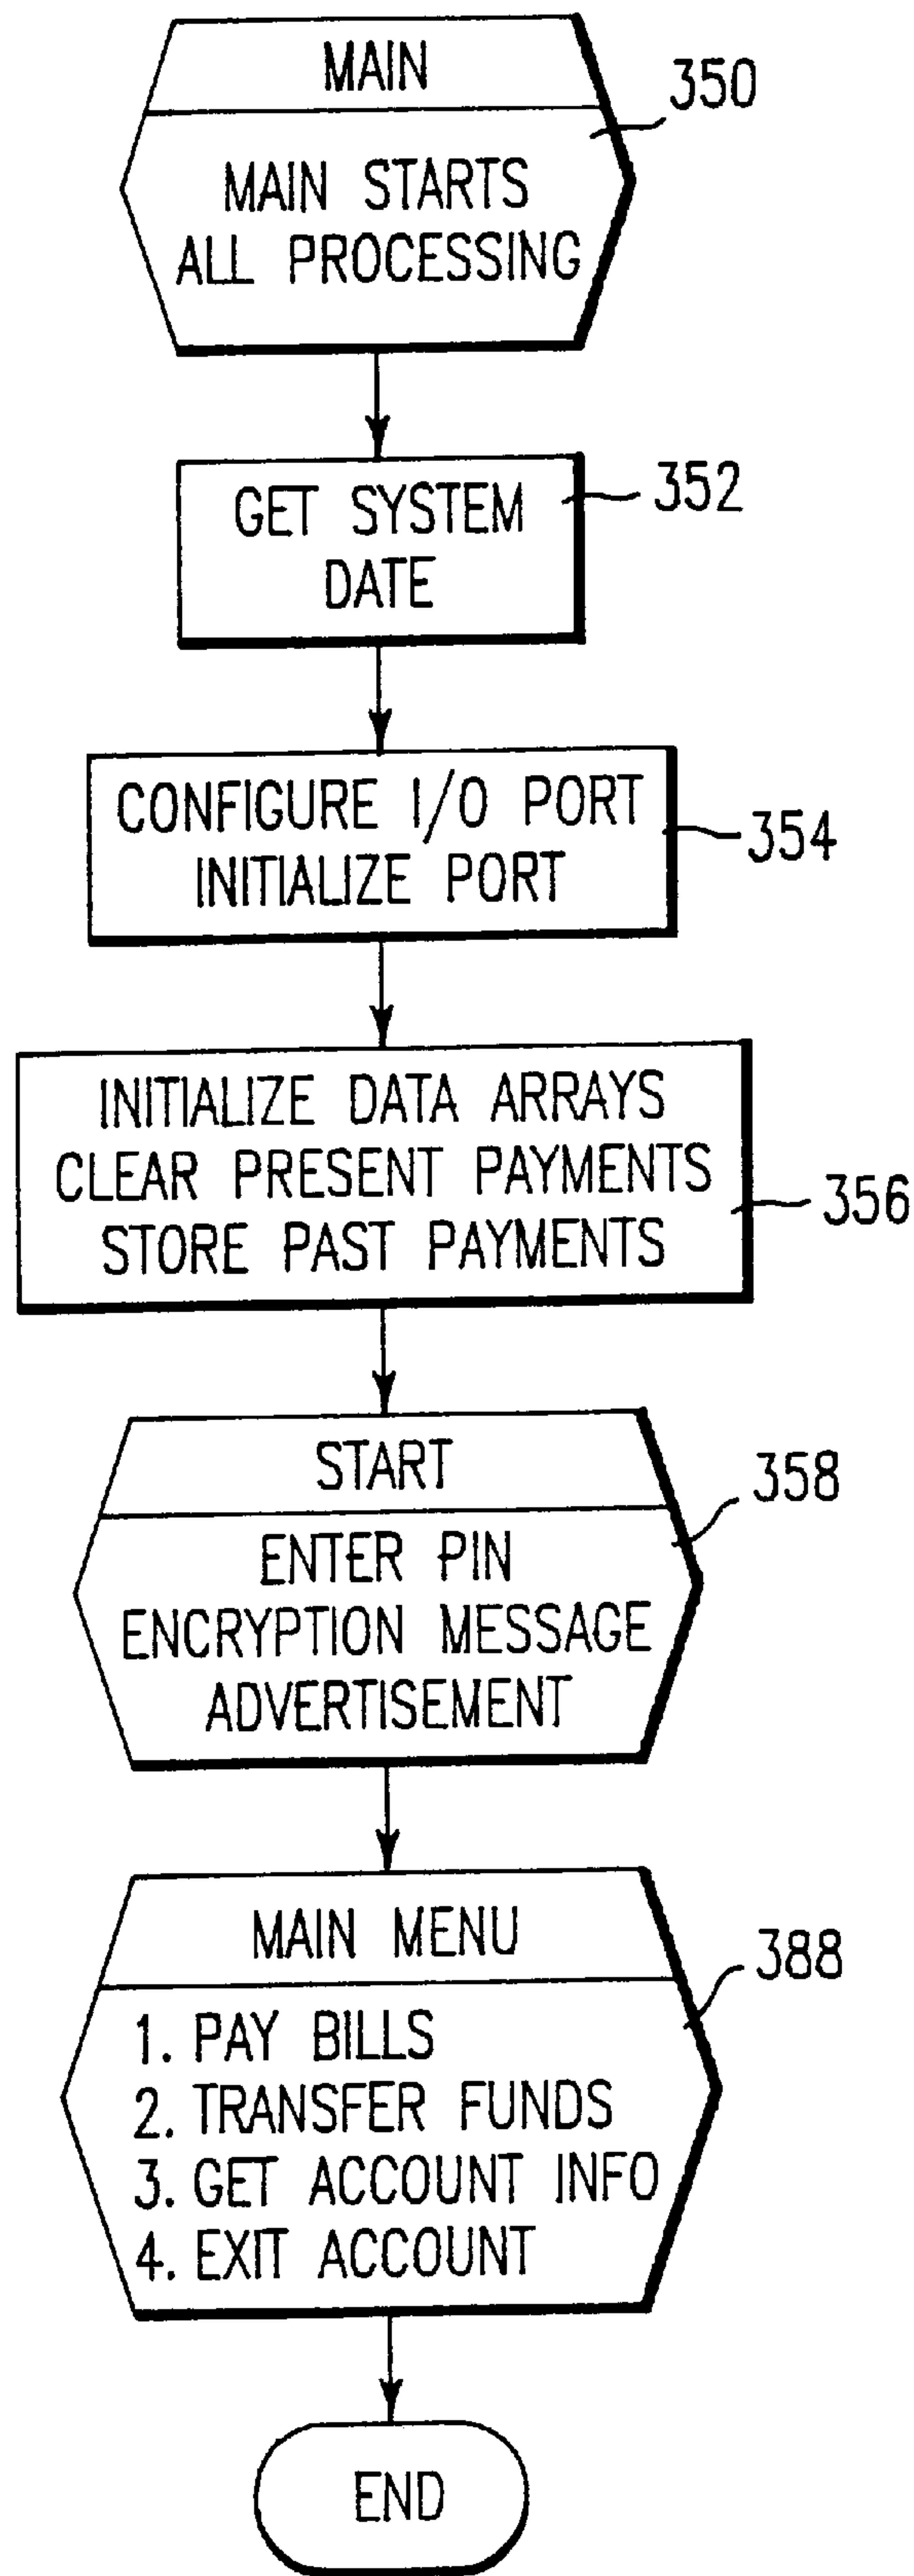 MAIN
350
MAIN STARTS
ALL PROCESSING
GET SYSTEM
DATE
352
CONFIGURE I/O PORT
INITIALIZE PORT
354
INITIALIZE DATA ARRAYS
CLEAR PRESENT PAYMENTS
STORE PAST PAYMENTS
356
START
358
ENTER PIN
ENCRYPTION MESSAGE
ADVERTISEMENT
MAIN MENU
388
1. PAY BILLS
2. TRANSFER FUNDS
3. GET ACCOUNT INFO
4. EXIT ACCOUNT
END